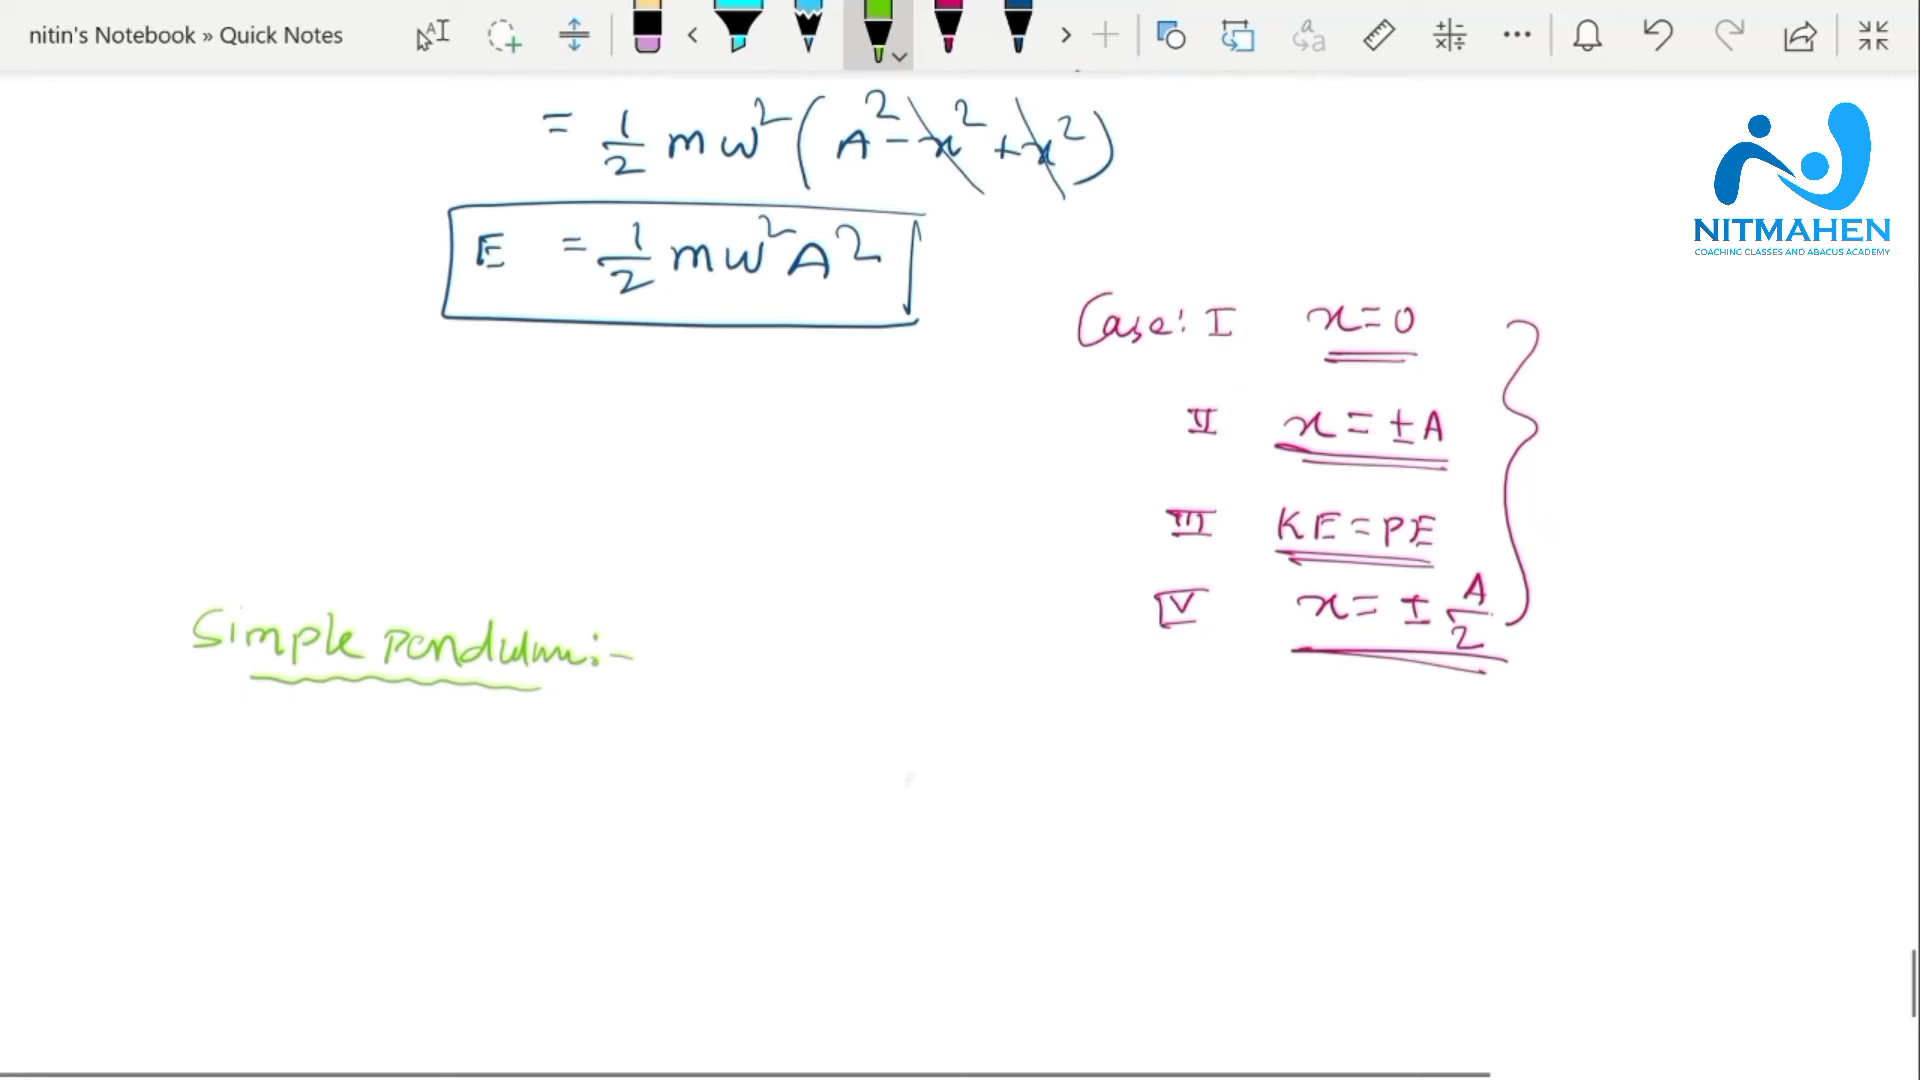 nitin's Notebook » Quick Notes
= 1/2 mω² (A² - x² + x²)
E = 1/2 mω²A²
NITMAHEN
COACHING CLASSES AND ABACUS ACADEMY
Case: I x = 0
II x = ±A
III KE = PE
IV x = ± A/2
Simple pendulum:-